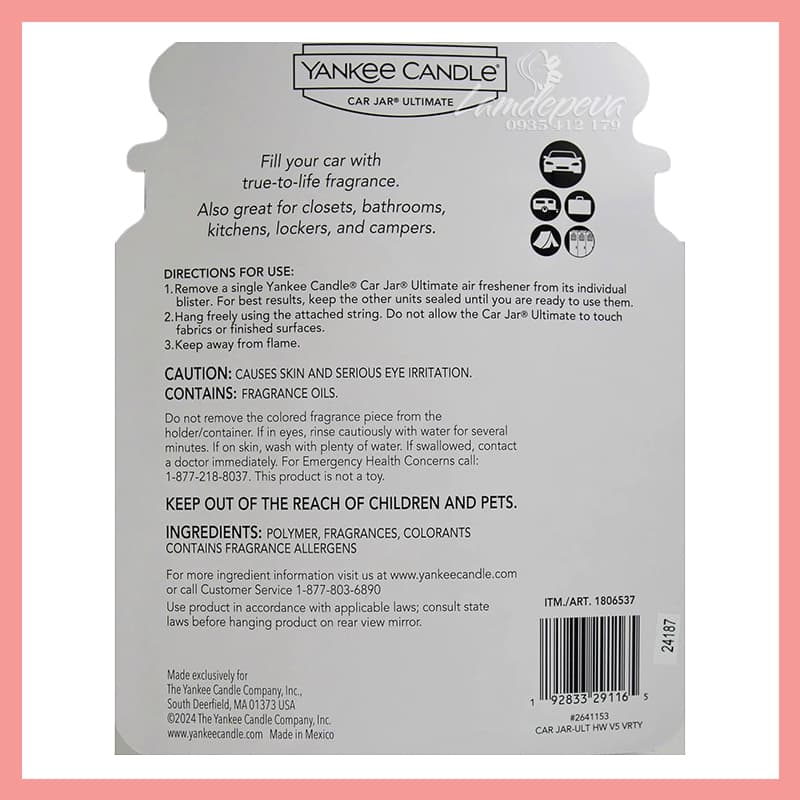 YANKEE CANDLE®
CAR JAR® ULTIMATE
Lamdepeva
0935 412 179
Fill your car with
true-to-life fragrance.
Also great for closets, bathrooms,
kitchens, lockers, and campers.
DIRECTIONS FOR USE:
1. Remove a single Yankee Candle® Car Jar® Ultimate air freshener from its individual
blister. For best results, keep the other units sealed until you are ready to use them.
2. Hang freely using the attached string. Do not allow the Car Jar® Ultimate to touch
fabrics or finished surfaces.
3. Keep away from flame.
CAUTION: CAUSES SKIN AND SERIOUS EYE IRRITATION.
CONTAINS: FRAGRANCE OILS.
Do not remove the colored fragrance piece from the
holder/container. If in eyes, rinse cautiously with water for several
minutes. If on skin, wash with plenty of water. If swallowed, contact
a doctor immediately. For Emergency Health Concerns call:
1-877-218-8037. This product is not a toy.
KEEP OUT OF THE REACH OF CHILDREN AND PETS.
INGREDIENTS: POLYMER, FRAGRANCES, COLORANTS
CONTAINS FRAGRANCE ALLERGENS
For more ingredient information visit us at www.yankeecandle.com
or call Customer Service 1-877-803-6890
Use product in accordance with applicable laws; consult state
laws before hanging product on rear view mirror.
ITM./ART. 1806537
24187
1 92833 29116 5
#2641153
CAR JAR-ULT HW V5 VRTY
Made exclusively for
The Yankee Candle Company, Inc.,
South Deerfield, MA 01373 USA
©2024 The Yankee Candle Company, Inc.
www.yankeecandle.com Made in Mexico